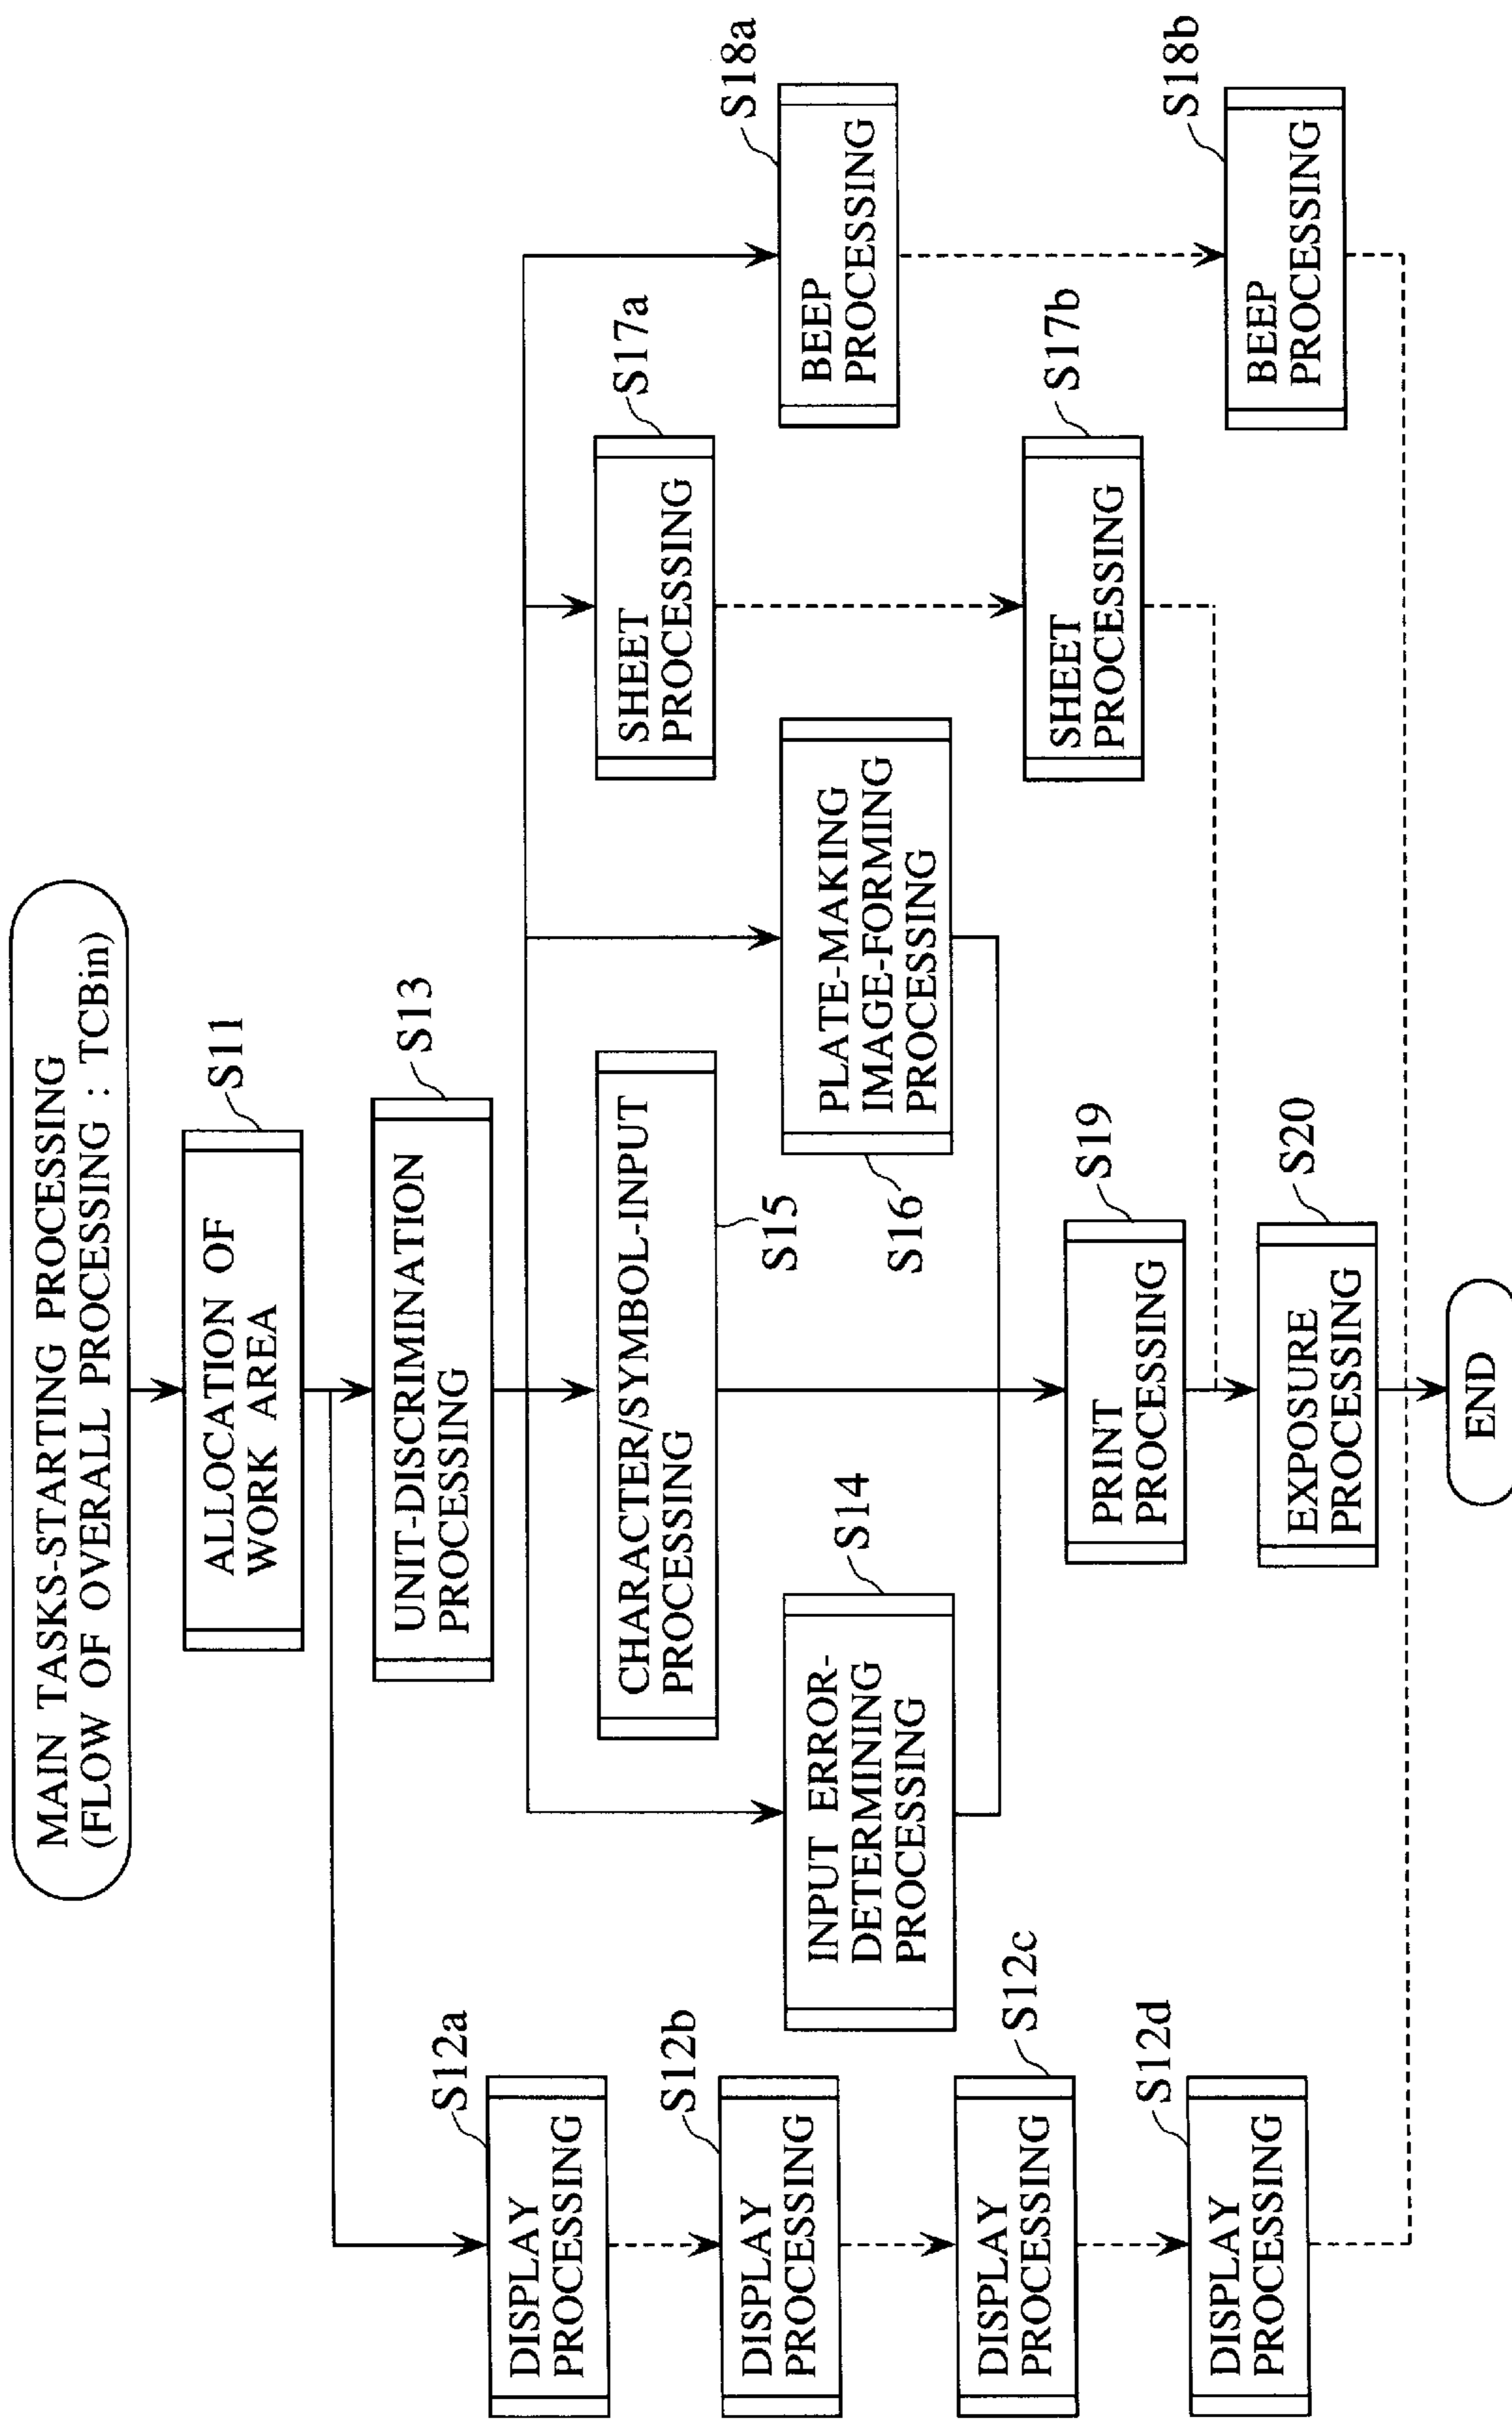 MAIN TASKS-STARTING PROCESSING
(FLOW OF OVERALL PROCESSING : TCBin)
ALLOCATION OF
WORK AREA
S11
UNIT-DISCRIMINATION
PROCESSING
S13
DISPLAY
PROCESSING
S12a
DISPLAY
PROCESSING
S12b
DISPLAY
PROCESSING
S12c
DISPLAY
PROCESSING
S12d
INPUT ERROR-
DETERMINING
PROCESSING
S14
CHARACTER/SYMBOL-INPUT
PROCESSING
S15
PLATE-MAKING
IMAGE-FORMING
PROCESSING
S16
SHEET
PROCESSING
S17a
SHEET
PROCESSING
S17b
BEEP
PROCESSING
S18a
BEEP
PROCESSING
S18b
PRINT
PROCESSING
S19
EXPOSURE
PROCESSING
S20
END